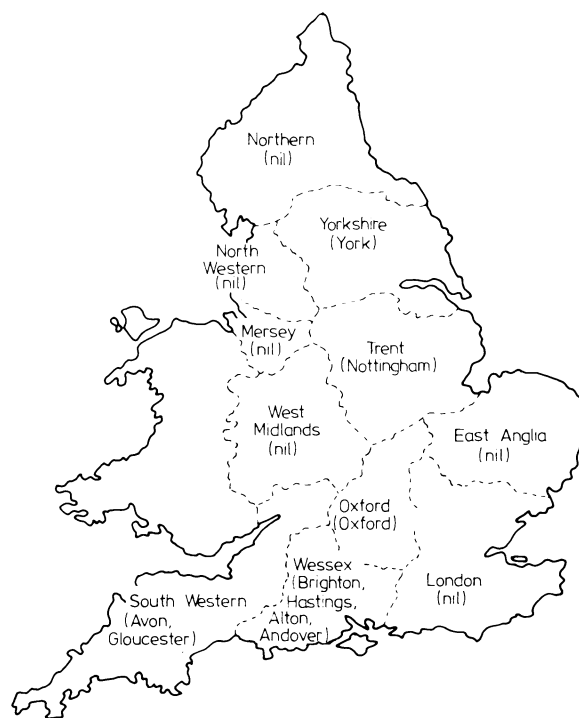 Northern
(nil)
Yorkshire
(York)
North
Western
(nil)
Mersey
(nil)
Trent
(Nottingham)
West
Midlands
(nil)
East Anglia
(nil)
Oxford
(Oxford)
Wessex
(Brighton,
Hastings,
Alton,
Andover)
London
(nil)
South Western
(Avon,
Gloucester)